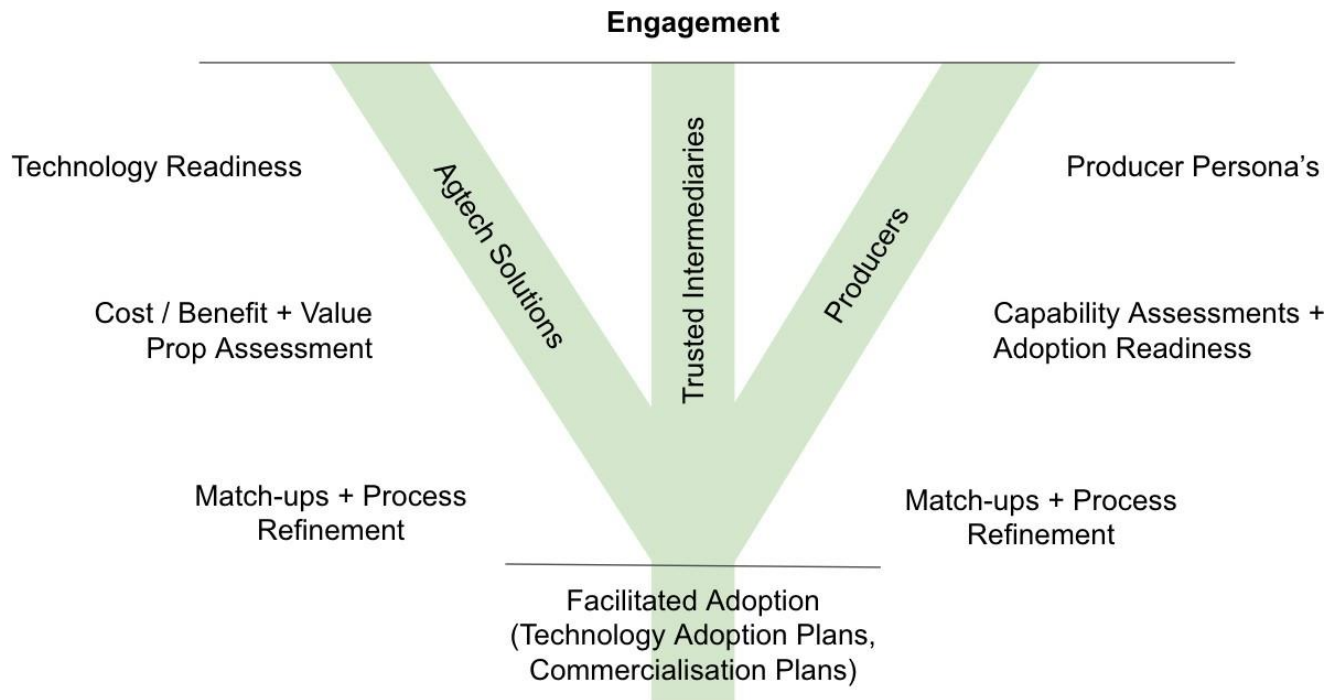 Engagement
Technology Readiness
Agtech Solutions
Trusted Intermediaries
Producers
Producer Persona’s
Cost / Benefit + Value
Prop Assessment
Capability Assessments +
Adoption Readiness
Match-ups + Process
Refinement
Match-ups + Process
Refinement
Facilitated Adoption
(Technology Adoption Plans,
Commercialisation Plans)